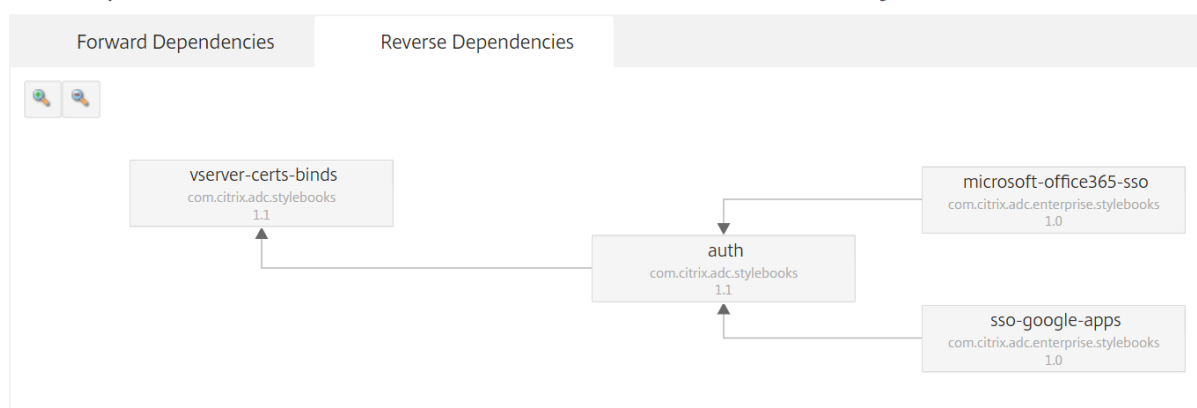 Forward Dependencies
Reverse Dependencies
vserver-certs-binds
com.citrix.adc.stylebooks
1.1
auth
com.citrix.adc.stylebooks
1.1
microsoft-office365-sso
com.citrix.adc.enterprise.stylebooks
1.0
sso-google-apps
com.citrix.adc.enterprise.stylebooks
1.0